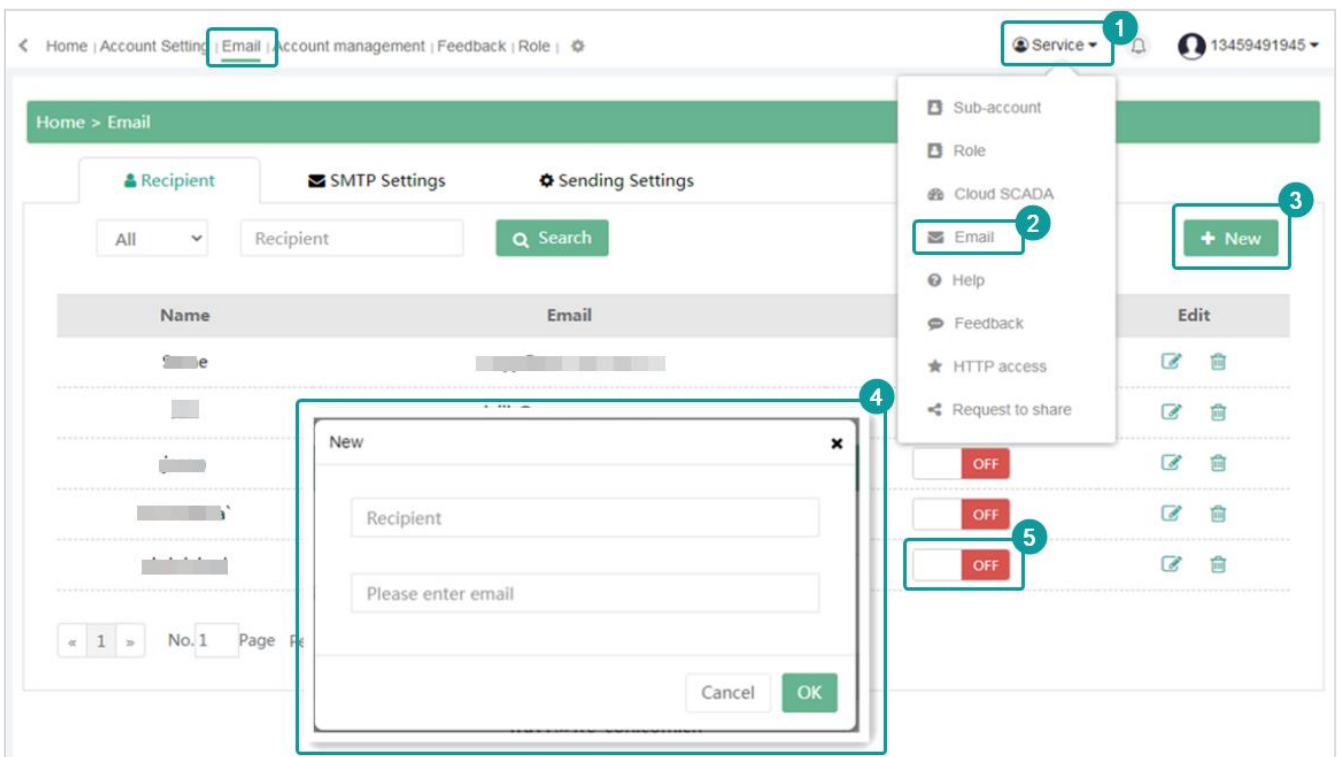 Home | Account Setting | Email | Account management | Feedback | Role |
Service
13459491945
1
Home > Email
Sub-account
Role
Cloud SCADA
Email
Help
Feedback
HTTP access
Request to share
2
Recipient
SMTP Settings
Sending Settings
3
All
Recipient
Search
+ New
Name
Email
Edit
4
New
Recipient
Please enter email
Cancel
OK
OFF
OFF
OFF
5
« 1 » No. 1 Page